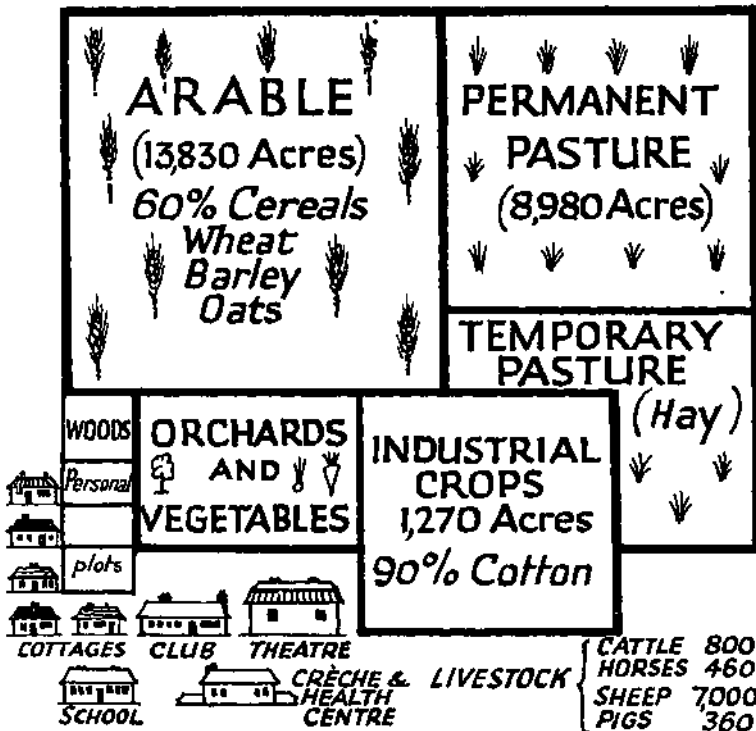 ARABLE
(13,830 Acres)
60% Cereals
Wheat
Barley
Oats
PERMANENT
PASTURE
(8,980 Acres)
TEMPORARY
PASTURE
(Hay)
WOODS
Personal
plots
ORCHARDS
AND
VEGETABLES
INDUSTRIAL
CROPS
1,270 Acres
90% Cotton
COTTAGES
CLUB
THEATRE
SCHOOL
CRÈCHE &
HEALTH
CENTRE
LIVESTOCK
CATTLE 800
HORSES 460
SHEEP 7,000
PIGS 360